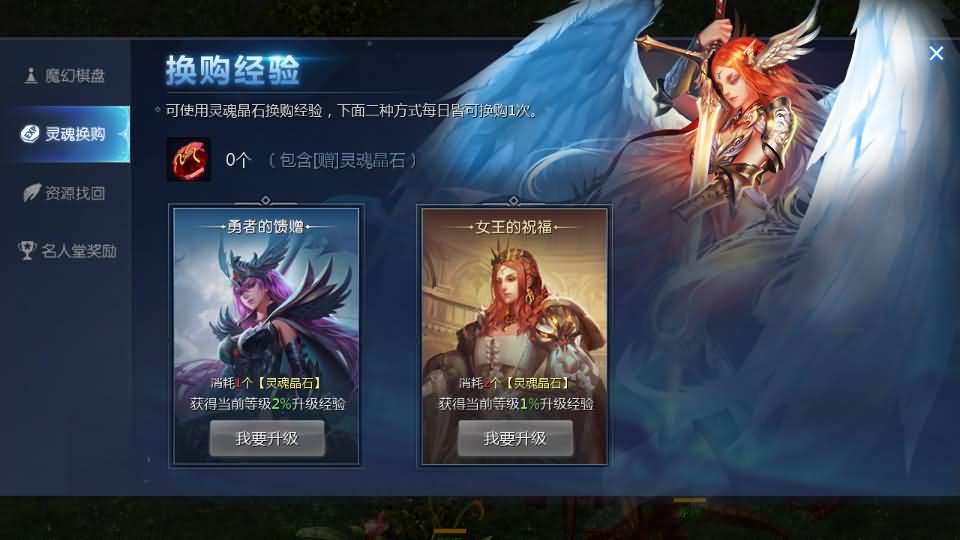 魔幻棋盘
灵魂换购
资源找回
名人堂奖励
换购经验
可使用灵魂晶石换购经验，下面二种方式每日皆可换购1次。
0个 （包含[赠]灵魂晶石）
勇者的馈赠
消耗1个【灵魂晶石】
获得当前等级2%升级经验
我要升级
女王的祝福
消耗2个【灵魂晶石】
获得当前等级1%升级经验
我要升级